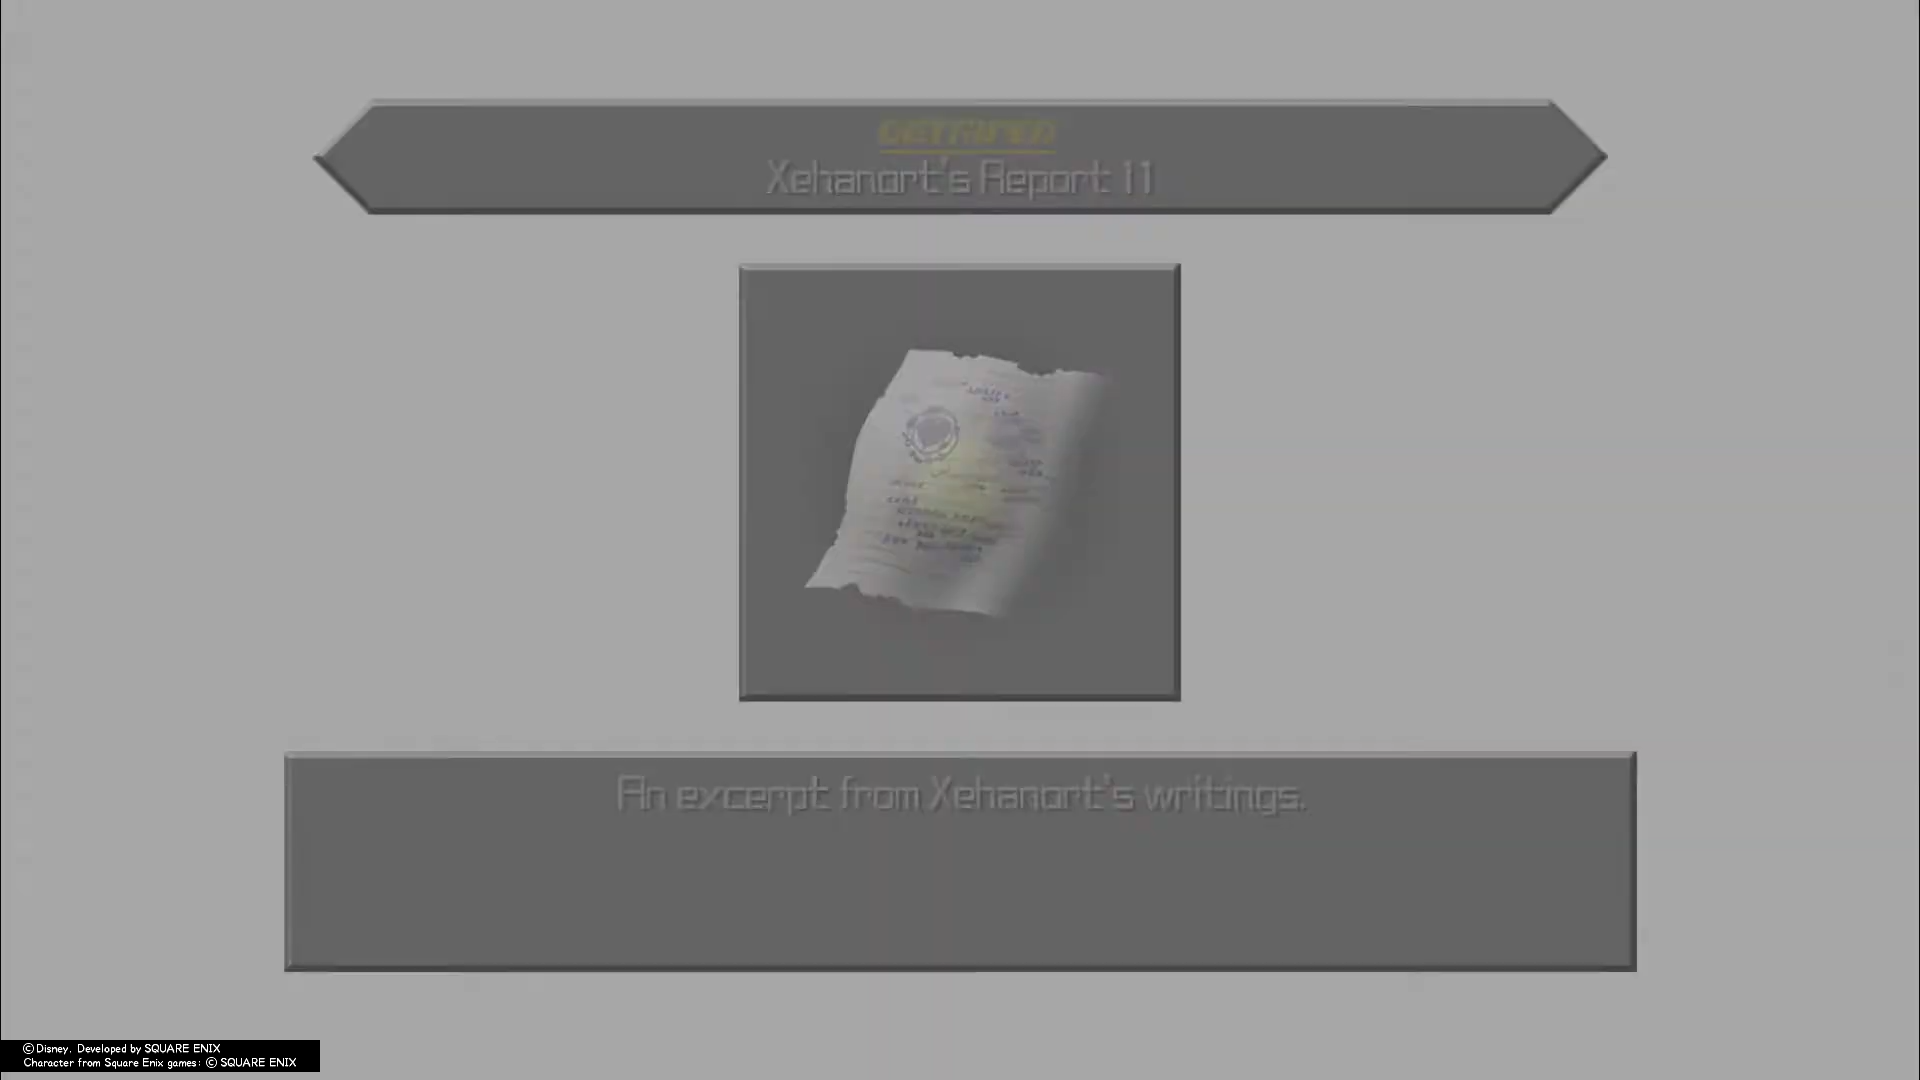 OBTAINED
Xehanort's Report 11
An excerpt from Xehanort's writings.
©Disney. Developed by SQUARE ENIX
Character from Square Enix games: © SQUARE ENIX